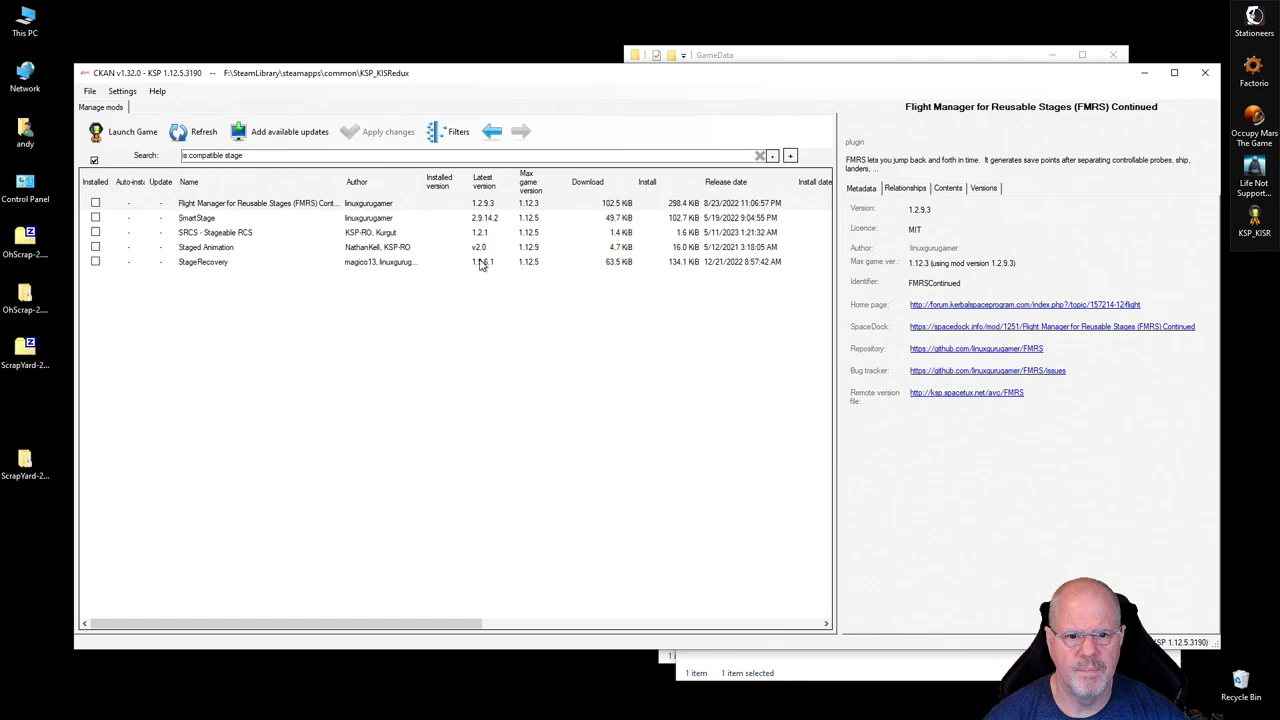 This PC
Network
andy
Control Panel
OhScrap-2....
OhScrap-2....
ScrapYard-2...
ScrapYard-2...
GameData
CKAN v1.32.0 - KSP 1.12.5.3190 -- F:\SteamLibrary\steamapps\common\KSP_KISRedux
File Settings Help
Manage mods
Launch Game Refresh Add available updates Apply changes Filters
Search: is:compatible stage
Installed Auto-insta Update Name Author Installed version Latest version Max game version Download Install Release date Install date
Flight Manager for Reusable Stages (FMRS) Cont... linuxgurugamer 1.2.9.3 1.12.3 102.5 KiB 298.4 KiB 8/23/2022 11:06:57 PM
- - SmartStage linuxgurugamer 2.9.14.2 1.12.5 49.7 KiB 102.7 KiB 5/19/2022 9:04:55 PM
- - SRCS - Stageable RCS KSP-RO, Kurgut 1.2.1 1.12.5 1.4 KiB 1.6 KiB 5/11/2023 1:21:32 AM
- - Staged Animation NathanKell, KSP-RO v2.0 1.12.9 4.7 KiB 16.0 KiB 5/12/2021 3:18:05 AM
- - StageRecovery magico13, linuxgurug... 1.12.5 63.5 KiB 134.1 KiB 12/21/2022 8:57:42 AM
Flight Manager for Reusable Stages (FMRS) Continued
plugin
FMRS lets you jump back and forth in time. It generates save points after separating controllable probes, ship,
landers, ...
Metadata Relationships Contents Versions
Version: 1.2.9.3
Licence: MIT
Author: linuxgurugamer
Max game ver.: 1.12.3 (using mod version 1.2.9.3)
Identifier: FMRSContinued
Home page: http://forum.kerbalspaceprogram.com/index.php?/topic/157214-12-flight
SpaceDock: https://spacedock.info/mod/1251/Flight Manager for Reusable Stages (FMRS) Continued
Repository: https://github.com/linuxgurugamer/FMRS
Bug tracker: https://github.com/linuxgurugamer/FMRS/issues
Remote version file: http://ksp.spacetux.net/avc/FMRS
KSP 1.12.5.3190)
1 item 1 item selected
Stationeers
Factorio
Occupy Mars
The Game
Life Not
Supported
KSP_KISR
Recycle Bin